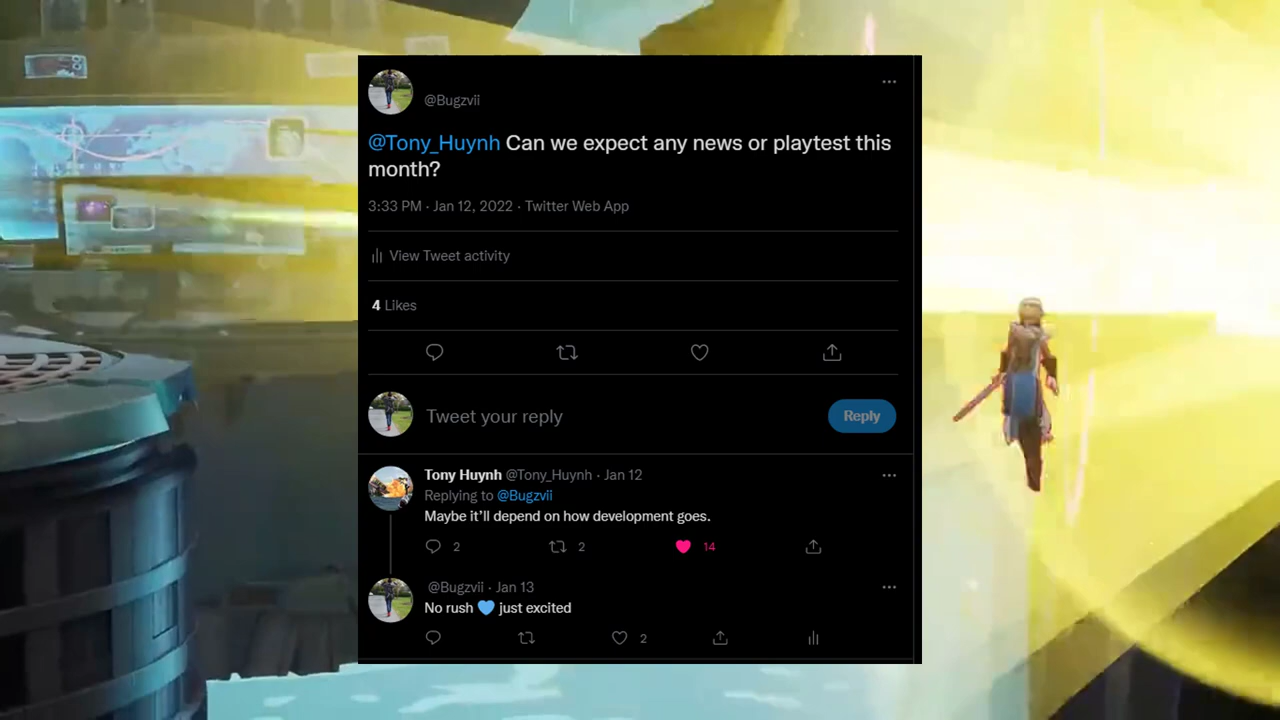 @Bugzvii
@Tony_Huynh Can we expect any news or playtest this
month?
3:33 PM · Jan 12, 2022 · Twitter Web App
View Tweet activity
4 Likes
Tweet your reply
Reply
Tony Huynh @Tony_Huynh · Jan 12
Replying to @Bugzvii
Maybe it’ll depend on how development goes.
2 2 14
@Bugzvii · Jan 13
No rush 💙 just excited
2